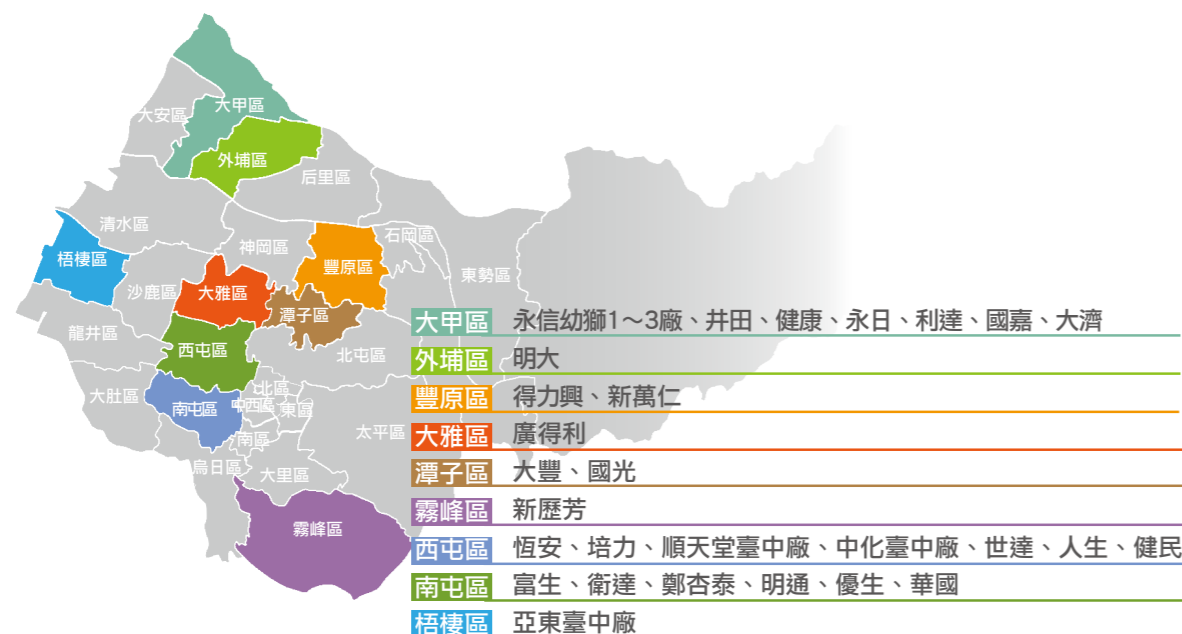 大甲區
大安區
外埔區
后里區
清水區
石岡區
神岡區
梧棲區
豐原區
東勢區
沙鹿區
大雅區
潭子區
龍井區
西屯區
北屯區
大肚區
北區
南屯區
中西區
東區
太平區
南區
烏日區
大里區
霧峰區
大甲區 永信幼獅1～3廠、井田、健康、永日、利達、國嘉、大濟
外埔區 明大
豐原區 得力興、新萬仁
大雅區 廣得利
潭子區 大豐、國光
霧峰區 新歷芳
西屯區 恆安、培力、順天堂臺中廠、中化臺中廠、世達、人生、健民
南屯區 富生、衛達、鄭杏泰、明通、優生、華國
梧棲區 亞東臺中廠